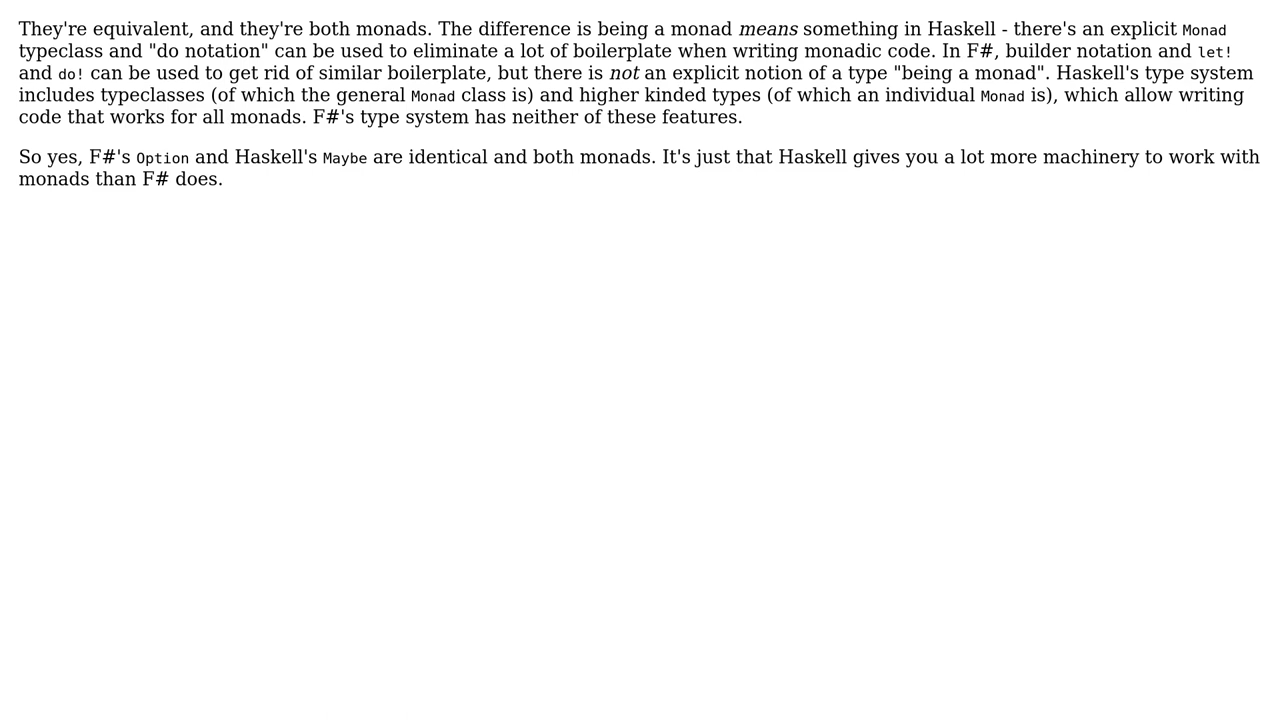 They're equivalent, and they're both monads. The difference is being a monad means something in Haskell - there's an explicit Monad
typeclass and "do notation" can be used to eliminate a lot of boilerplate when writing monadic code. In F#, builder notation and let!
and do! can be used to get rid of similar boilerplate, but there is not an explicit notion of a type "being a monad". Haskell's type system
includes typeclasses (of which the general Monad class is) and higher kinded types (of which an individual Monad is), which allow writing
code that works for all monads. F#'s type system has neither of these features.
So yes, F#'s Option and Haskell's Maybe are identical and both monads. It's just that Haskell gives you a lot more machinery to work with
monads than F# does.